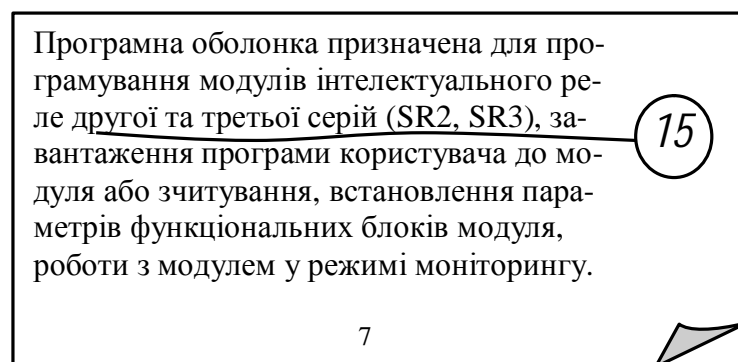 Програмна оболонка призначена для про-
грамування модулів інтелектуального ре-
ле другої та третьої серій (SR2, SR3), за-
вантаження програми користувача до мо-
дуля або зчитування, встановлення пара-
метрів функціональних блоків модуля,
роботи з модулем у режимі моніторингу.
15
7